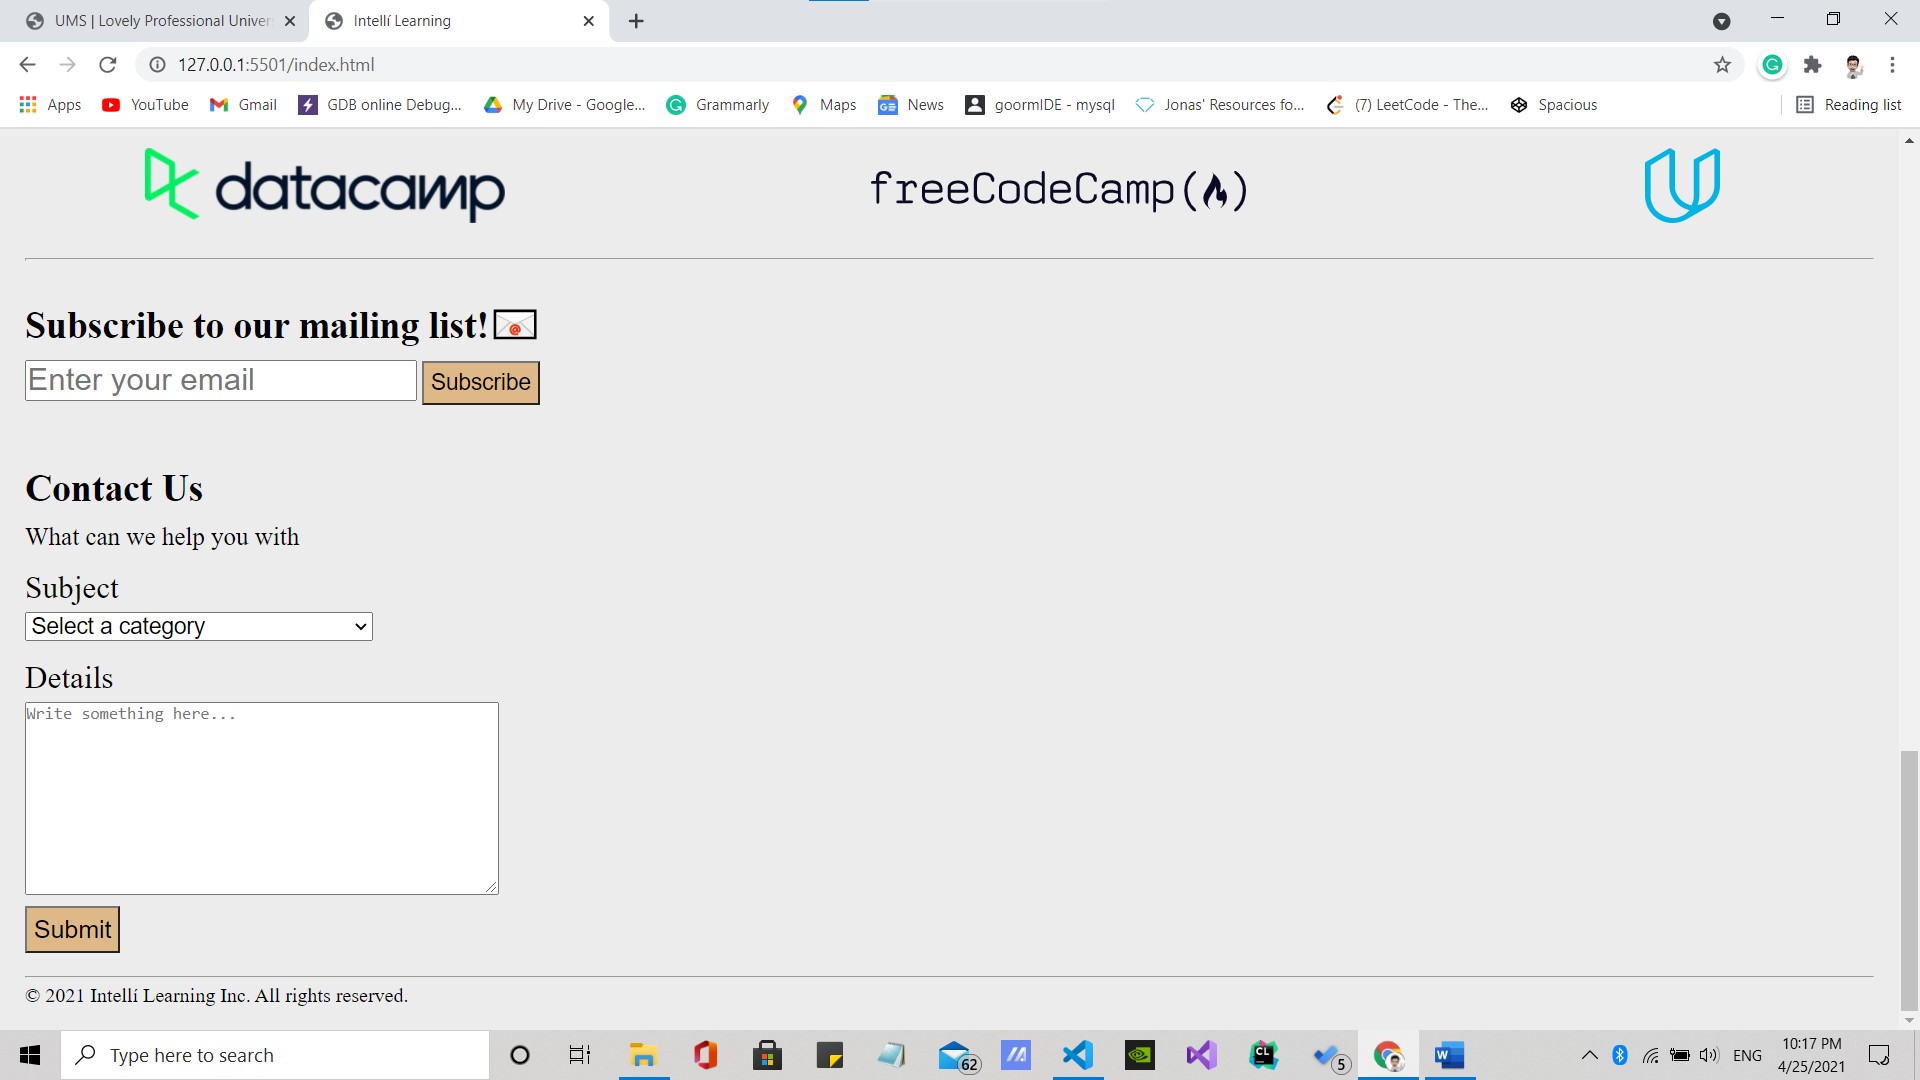 UMS | Lovely Professional Univer
Intellí Learning
127.0.0.1:5501/index.html
Apps
YouTube
Gmail
GDB online Debug...
My Drive - Google...
Grammarly
Maps
News
goormIDE - mysql
Jonas' Resources fo...
(7) LeetCode - The...
Spacious
Reading list
datacamp
freeCodeCamp(🔥)
Subscribe to our mailing list!
Enter your email
Subscribe
Contact Us
What can we help you with
Subject
Select a category
Details
Write something here...
Submit
© 2021 Intellí Learning Inc. All rights reserved.
Type here to search
62
CL
5
W
ENG
10:17 PM
4/25/2021